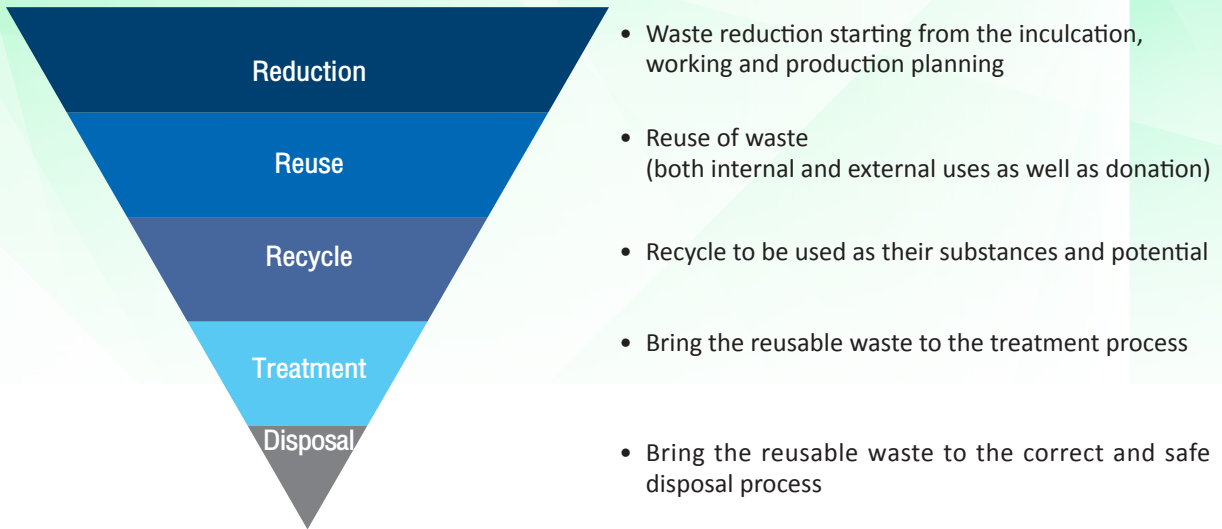 Reduction
• Waste reduction starting from the inculcation,
working and production planning
Reuse
• Reuse of waste
(both internal and external uses as well as donation)
Recycle
• Recycle to be used as their substances and potential
Treatment
• Bring the reusable waste to the treatment process
Disposal
• Bring the reusable waste to the correct and safe
disposal process